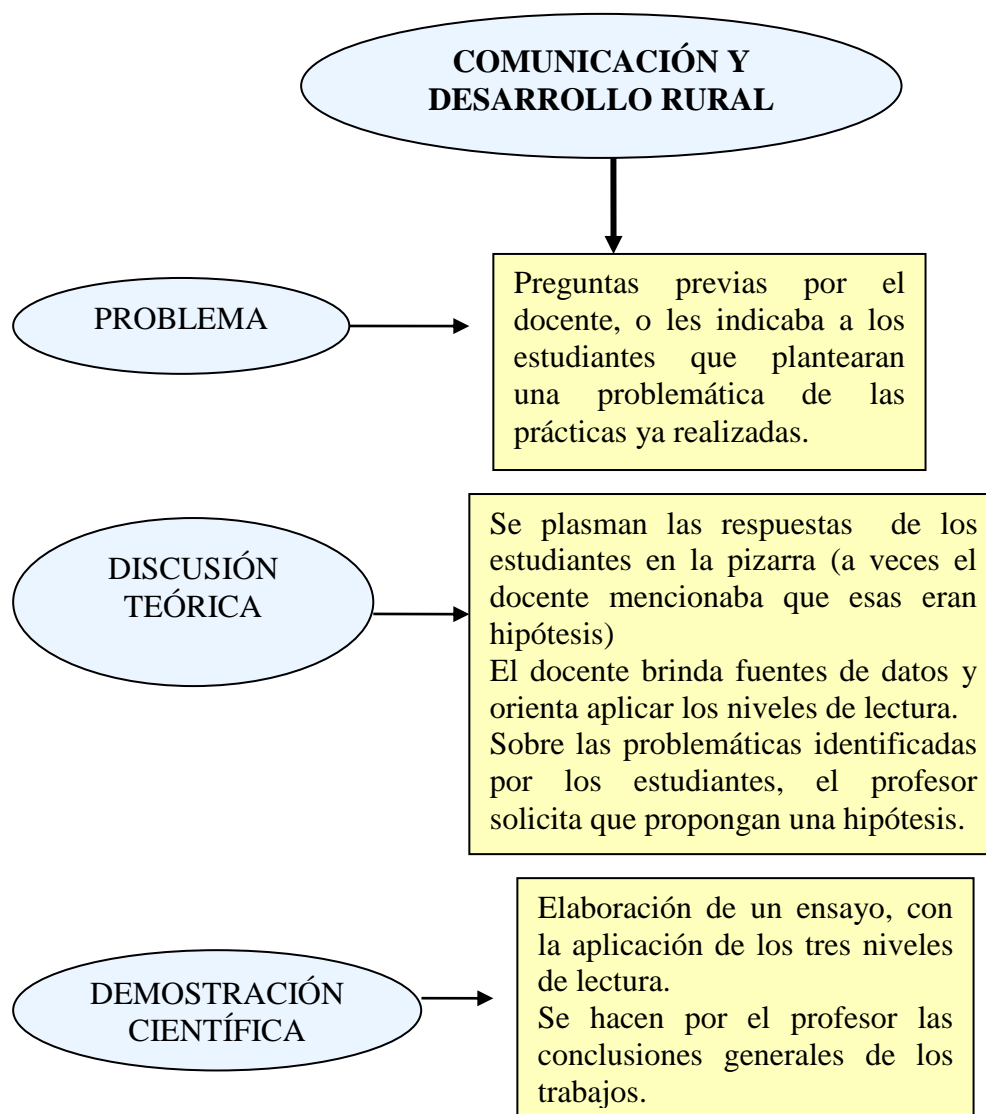 COMUNICACIÓN Y
DESARROLLO RURAL
PROBLEMA
Preguntas previas por el
docente, o les indicaba a los
estudiantes que plantearan
una problemática de las
prácticas ya realizadas.
DISCUSIÓN
TEÓRICA
Se plasman las respuestas de los
estudiantes en la pizarra (a veces el
docente mencionaba que esas eran
hipótesis)
El docente brinda fuentes de datos y
orienta aplicar los niveles de lectura.
Sobre las problemáticas identificadas
por los estudiantes, el profesor
solicita que propongan una hipótesis.
DEMOSTRACIÓN
CIENTÍFICA
Elaboración de un ensayo, con
la aplicación de los tres niveles
de lectura.
Se hacen por el profesor las
conclusiones generales de los
trabajos.